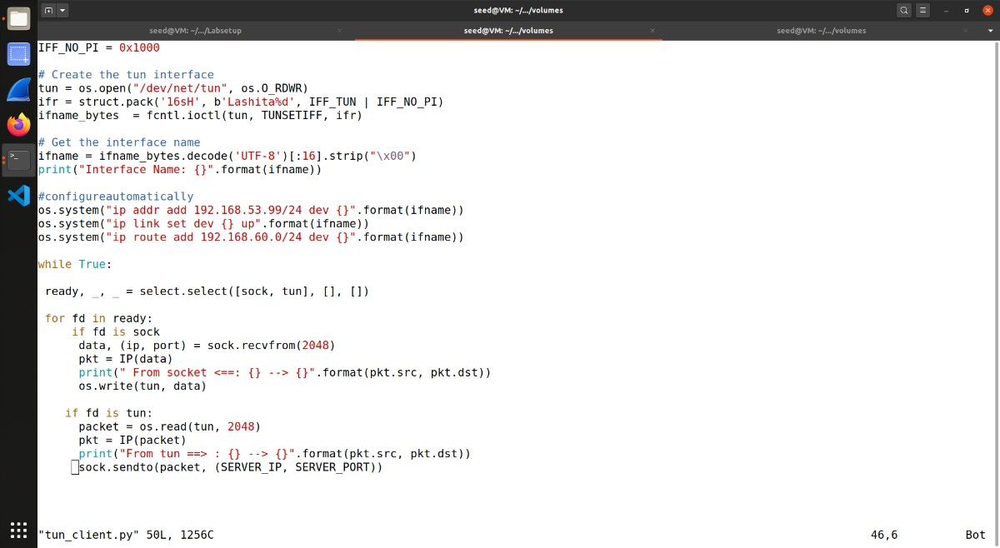 seed@VM: ~/.../volumes
seed@VM: ~/.../Labsetup
seed@VM: ~/.../volumes
seed@VM: ~/.../volumes
IFF_NO_PI = 0x1000
# Create the tun interface
tun = os.open("/dev/net/tun", os.O_RDWR)
ifr = struct.pack('16sH', b'Lashita%d', IFF_TUN | IFF_NO_PI)
ifname_bytes  = fcntl.ioctl(tun, TUNSETIFF, ifr)
# Get the interface name
ifname = ifname_bytes.decode('UTF-8')[:16].strip("\x00")
print("Interface Name: {}".format(ifname))
#configureautomatically
os.system("ip addr add 192.168.53.99/24 dev {}".format(ifname))
os.system("ip link set dev {} up".format(ifname))
os.system("ip route add 192.168.60.0/24 dev {}".format(ifname))
while True:
 ready, _, _ = select.select([sock, tun], [], [])
 for fd in ready:
     if fd is sock
      data, (ip, port) = sock.recvfrom(2048)
      pkt = IP(data)
      print(" From socket <==: {} --> {}".format(pkt.src, pkt.dst))
      os.write(tun, data)
    if fd is tun:
      packet = os.read(tun, 2048)
      pkt = IP(packet)
      print("From tun ==> : {} --> {}".format(pkt.src, pkt.dst))
      sock.sendto(packet, (SERVER_IP, SERVER_PORT))
"tun_client.py" 50L, 1256C 46,6 Bot